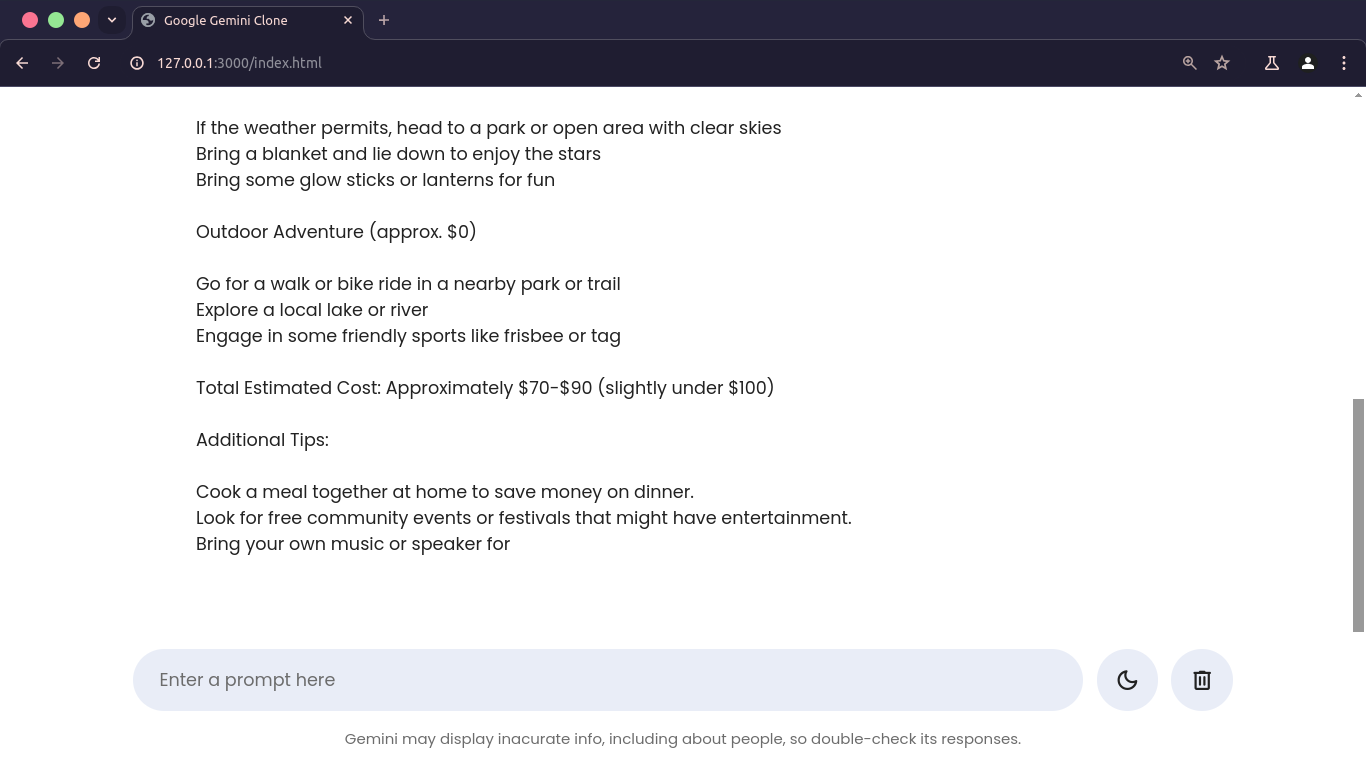 Google Gemini Clone
127.0.0.1:3000/index.html
If the weather permits, head to a park or open area with clear skies
Bring a blanket and lie down to enjoy the stars
Bring some glow sticks or lanterns for fun
Outdoor Adventure (approx. $0)
Go for a walk or bike ride in a nearby park or trail
Explore a local lake or river
Engage in some friendly sports like frisbee or tag
Total Estimated Cost: Approximately $70-$90 (slightly under $100)
Additional Tips:
Cook a meal together at home to save money on dinner.
Look for free community events or festivals that might have entertainment.
Bring your own music or speaker for
Enter a prompt here
Gemini may display inacurate info, including about people, so double-check its responses.